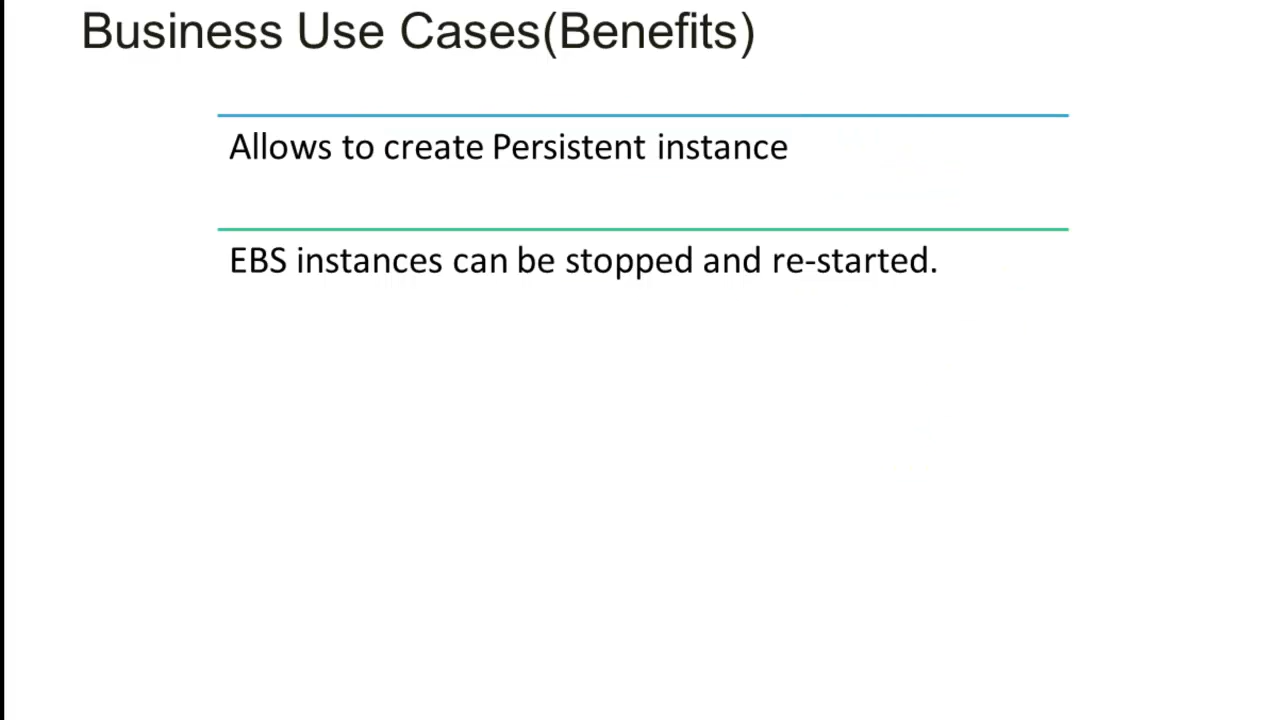 Business Use Cases(Benefits)
Allows to create Persistent instance
EBS instances can be stopped and re-started.